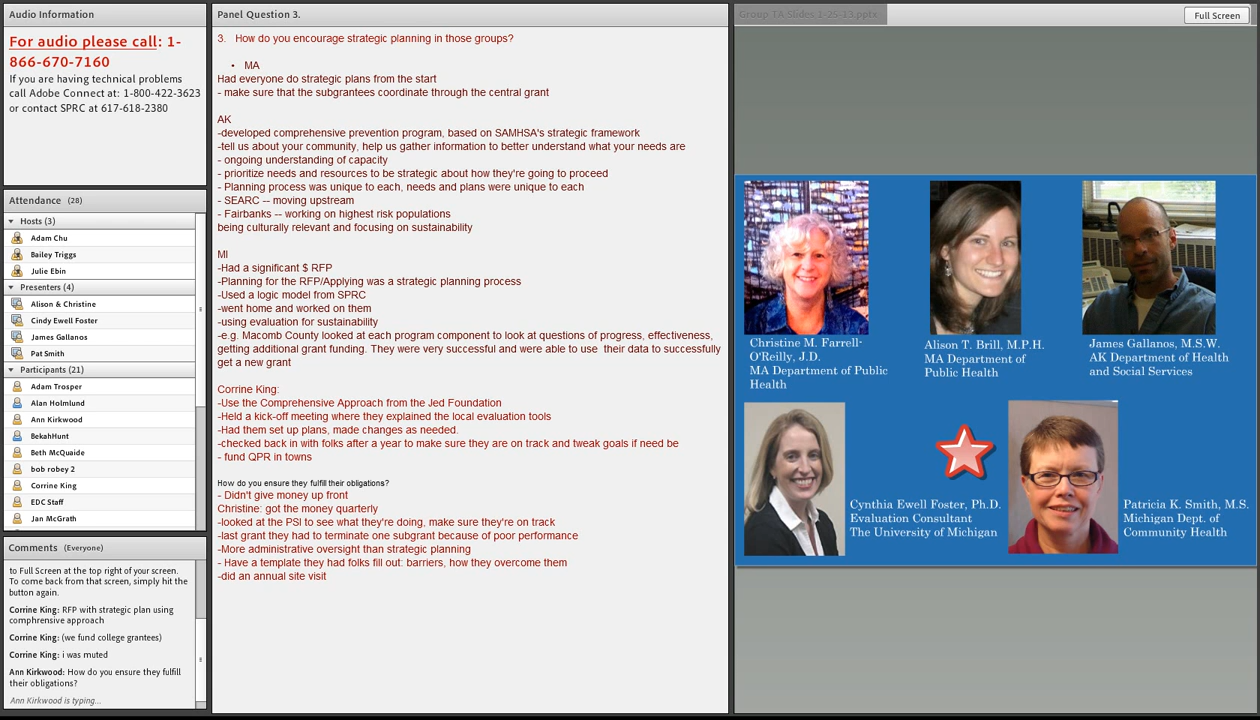 Audio Information
For audio please call: 1-
866-670-7160
If you are having technical problems
call Adobe Connect at: 1-800-422-3623
or contact SPRC at 617-618-2380
Attendance (28)
Hosts (3)
Adam Chu
Bailey Triggs
Julie Ebin
Presenters (4)
Alison & Christine
Cindy Ewell Foster
James Gallanos
Pat Smith
Participants (21)
Adam Trosper
Alan Holmlund
Ann Kirkwood
BekahHunt
Beth McQuaide
bob robey 2
Corrine King
EDC Staff
Jan McGrath
Comments (Everyone)
to Full Screen at the top right of your screen.
To come back from that screen, simply hit the
button again.
Corrine King: RFP with strategic plan using
comphrensive approach
Corrine King: (we fund college grantees)
Corrine King: i was muted
Ann Kirkwood: How do you ensure they fulfill
their obligations?
Ann Kirkwood is typing...
Panel Question 3.
3. How do you encourage strategic planning in those groups?
• MA
Had everyone do strategic plans from the start
- make sure that the subgrantees coordinate through the central grant
AK
-developed comprehensive prevention program, based on SAMHSA's strategic framework
-tell us about your community, help us gather information to better understand what your needs are
- ongoing understanding of capacity
- prioritize needs and resources to be strategic about how they're going to proceed
- Planning process was unique to each, needs and plans were unique to each
- SEARC -- moving upstream
- Fairbanks -- working on highest risk populations
being culturally relevant and focusing on sustainability
MI
-Had a significant $ RFP
-Planning for the RFP/Applying was a strategic planning process
-Used a logic model from SPRC
-went home and worked on them
-using evaluation for sustainability
-e.g. Macomb County looked at each program component to look at questions of progress, effectiveness,
getting additional grant funding. They were very successful and were able to use their data to successfully
get a new grant
Corrine King:
-Use the Comprehensive Approach from the Jed Foundation
-Held a kick-off meeting where they explained the local evaluation tools
-Had them set up plans, made changes as needed.
-checked back in with folks after a year to make sure they are on track and tweak goals if need be
- fund QPR in towns
How do you ensure they fulfill their obligations?
- Didn't give money up front
Christine: got the money quarterly
-looked at the PSI to see what they're doing, make sure they're on track
-last grant they had to terminate one subgrant because of poor performance
-More administrative oversight than strategic planning
- Have a template they had folks fill out: barriers, how they overcome them
-did an annual site visit
Group TA Slides 1-25-13.pptx
Full Screen
Christine M. Farrell-
O'Reilly, J.D.
MA Department of Public
Health
Alison T. Brill, M.P.H.
MA Department of
Public Health
James Gallanos, M.S.W.
AK Department of Health
and Social Services
Cynthia Ewell Foster, Ph.D.
Evaluation Consultant
The University of Michigan
Patricia K. Smith, M.S.
Michigan Dept. of
Community Health